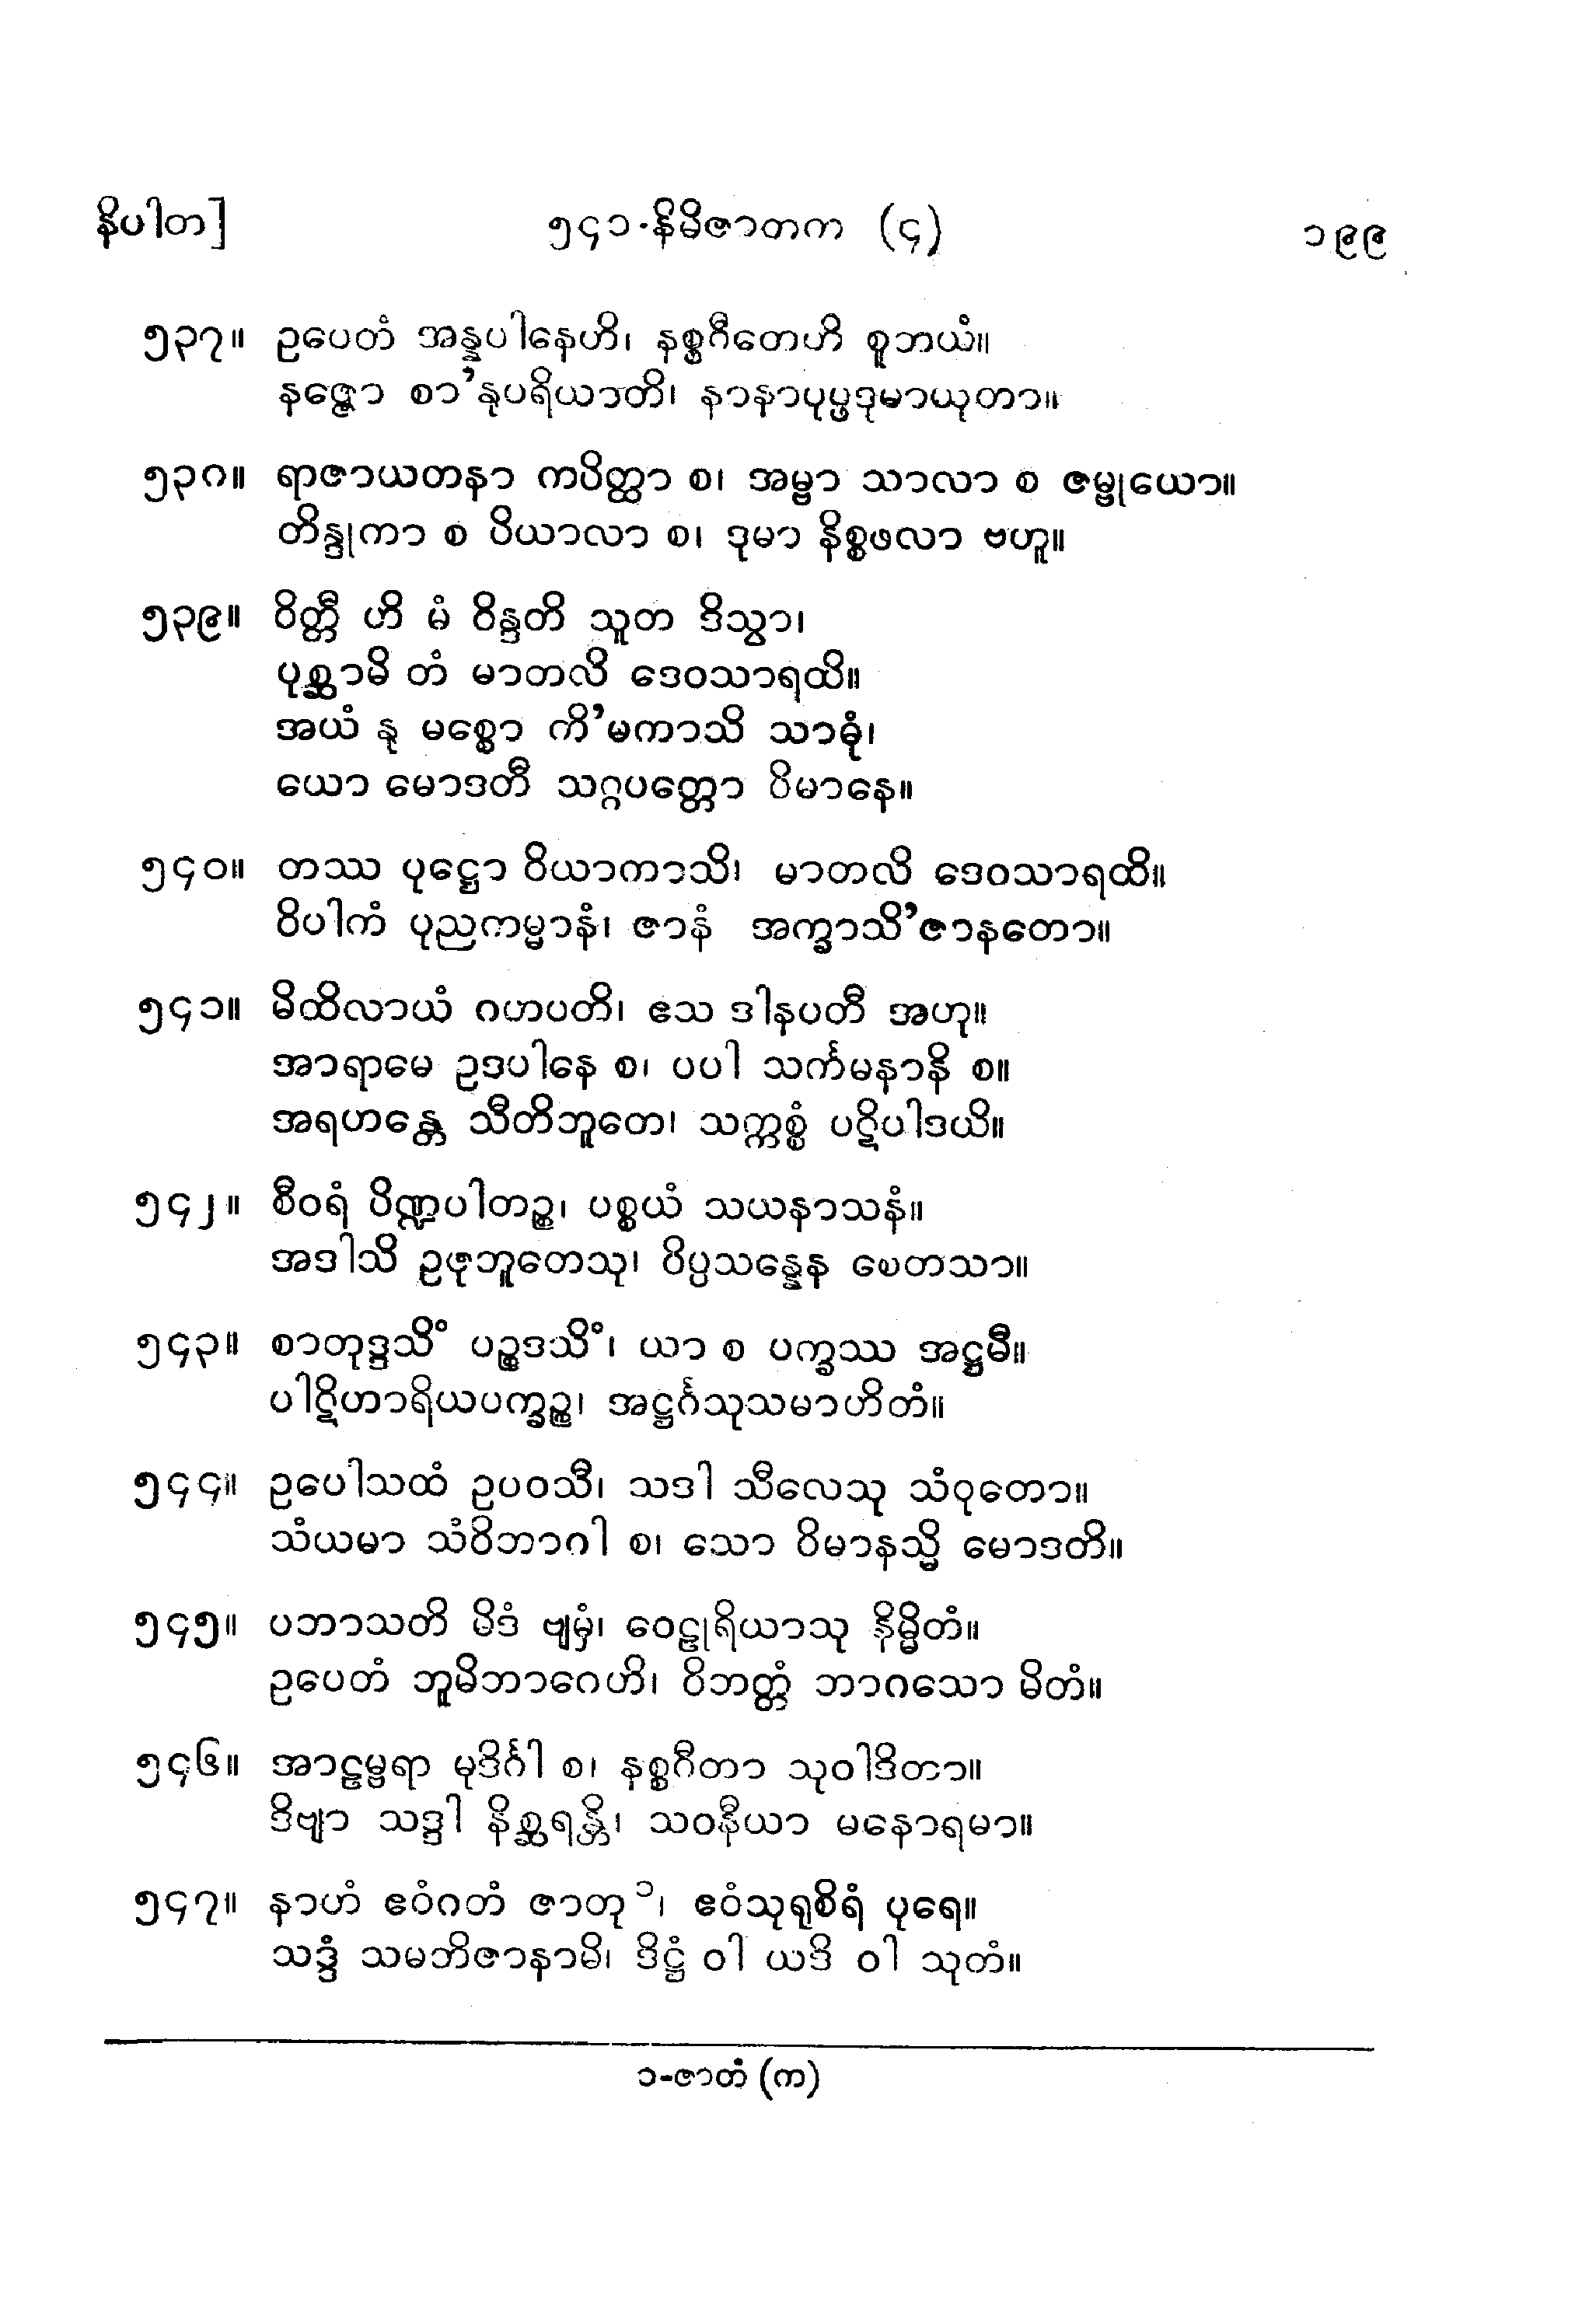 နိပါတ]
၅၄၁-နိမိဇာတက (၄)
၁၉၉
၅၃၇။ ဥပေတံ အန္နပါနေဟိ၊ နစ္စဂီတေဟိ စူဘယံ။
နဇ္ဇော စာ’နုပရိယာတိ၊ နာနာပုပ္ဖဒုမာယုတာ။
၅၃၈။ ရာဇာယတနာ ကပိတ္ထာ စ၊ အမ္ဗာ သာလာ စ ဇမ္ဗုယော။
တိန္ဒုကာ စ ပိယာလာ စ၊ ဒုမာ နိစ္စဖလာ ဗဟူ။
၅၃၉။ ဝိတ္တီ ဟိ မံ ဝိန္ဒတိ သူတ ဒိသွာ၊
ပုစ္ဆာမိ တံ မာတလိ ဒေဝသာရထိ။
အယံ နု မစ္စော ကိ’မကာသိ သာဓုံ၊
ယော မောဒတီ သဂ္ဂပတ္တော ဝိမာနေ။
၅၄၀။ တဿ ပုဋ္ဌော ဝိယာကာသိ၊ မာတလိ ဒေဝသာရထိ။
ဝိပါကံ ပုညကမ္မာနံ၊ ဇာနံ အက္ခာသိ’ဇာနတော။
၅၄၁။ မိထိလာယံ ဂဟပတိ၊ ဧသ ဒါနပတီ အဟု။
အာရာမေ ဥဒပါနေ စ၊ ပပါ သင်္ကမနာနိ စ။
အရဟန္တေ သီတိဘူတေ၊ သက္ကစ္စံ ပဋိပါဒယိ။
၅၄၂။ စီဝရံ ပိဏ္ဍပါတဉ္စ၊ ပစ္စယံ သယနာသနံ။
အဒါသိ ဥဇုဘူတေသု၊ ဝိပ္ပသန္နေန စေတသာ။
၅၄၃။ စာတုဒ္ဒသိံ ပဉ္စဒသိံ၊ ယာ စ ပက္ခဿ အဋ္ဌမီ။
ပါဋိဟာရိယပက္ခဉ္စ၊ အဋ္ဌင်္ဂသုသမာဟိတံ။
၅၄၄။ ဥပေါသထံ ဥပဝသီ၊ သဒါ သီလေသု သံဝုတော။
သံယမာ သံဝိဘာဂါ စ၊ သော ဝိမာနသ္မိ မောဒတိ။
၅၄၅။ ပဘာသတိ မိဒံ ဗျမှံ၊ ဝေဠုရိယာသု နိမ္မိတံ။
ဥပေတံ ဘူမိဘာဂေဟိ၊ ဝိဘတ္တံ ဘာဂသော မိတံ။
၅၄၆။ အာဠမ္ဗရာ မုဒိင်္ဂါ စ၊ နစ္စဂီတာ သုဝါဒိတာ။
ဒိဗျာ သဒ္ဒါ နိစ္ဆရန္တိ၊ သဝနီယာ မနောရမာ။
၅၄၇။ နာဟံ ဧဝံဂတံ ဇာတု ၁၊ ဧဝံသုရုစိရံ ပုရေ။
သဒ္ဒံ သမဘိဇာနာမိ၊ ဒိဋ္ဌံ ဝါ ယဒိ ဝါ သုတံ။
၁-ဇာတံ (က)